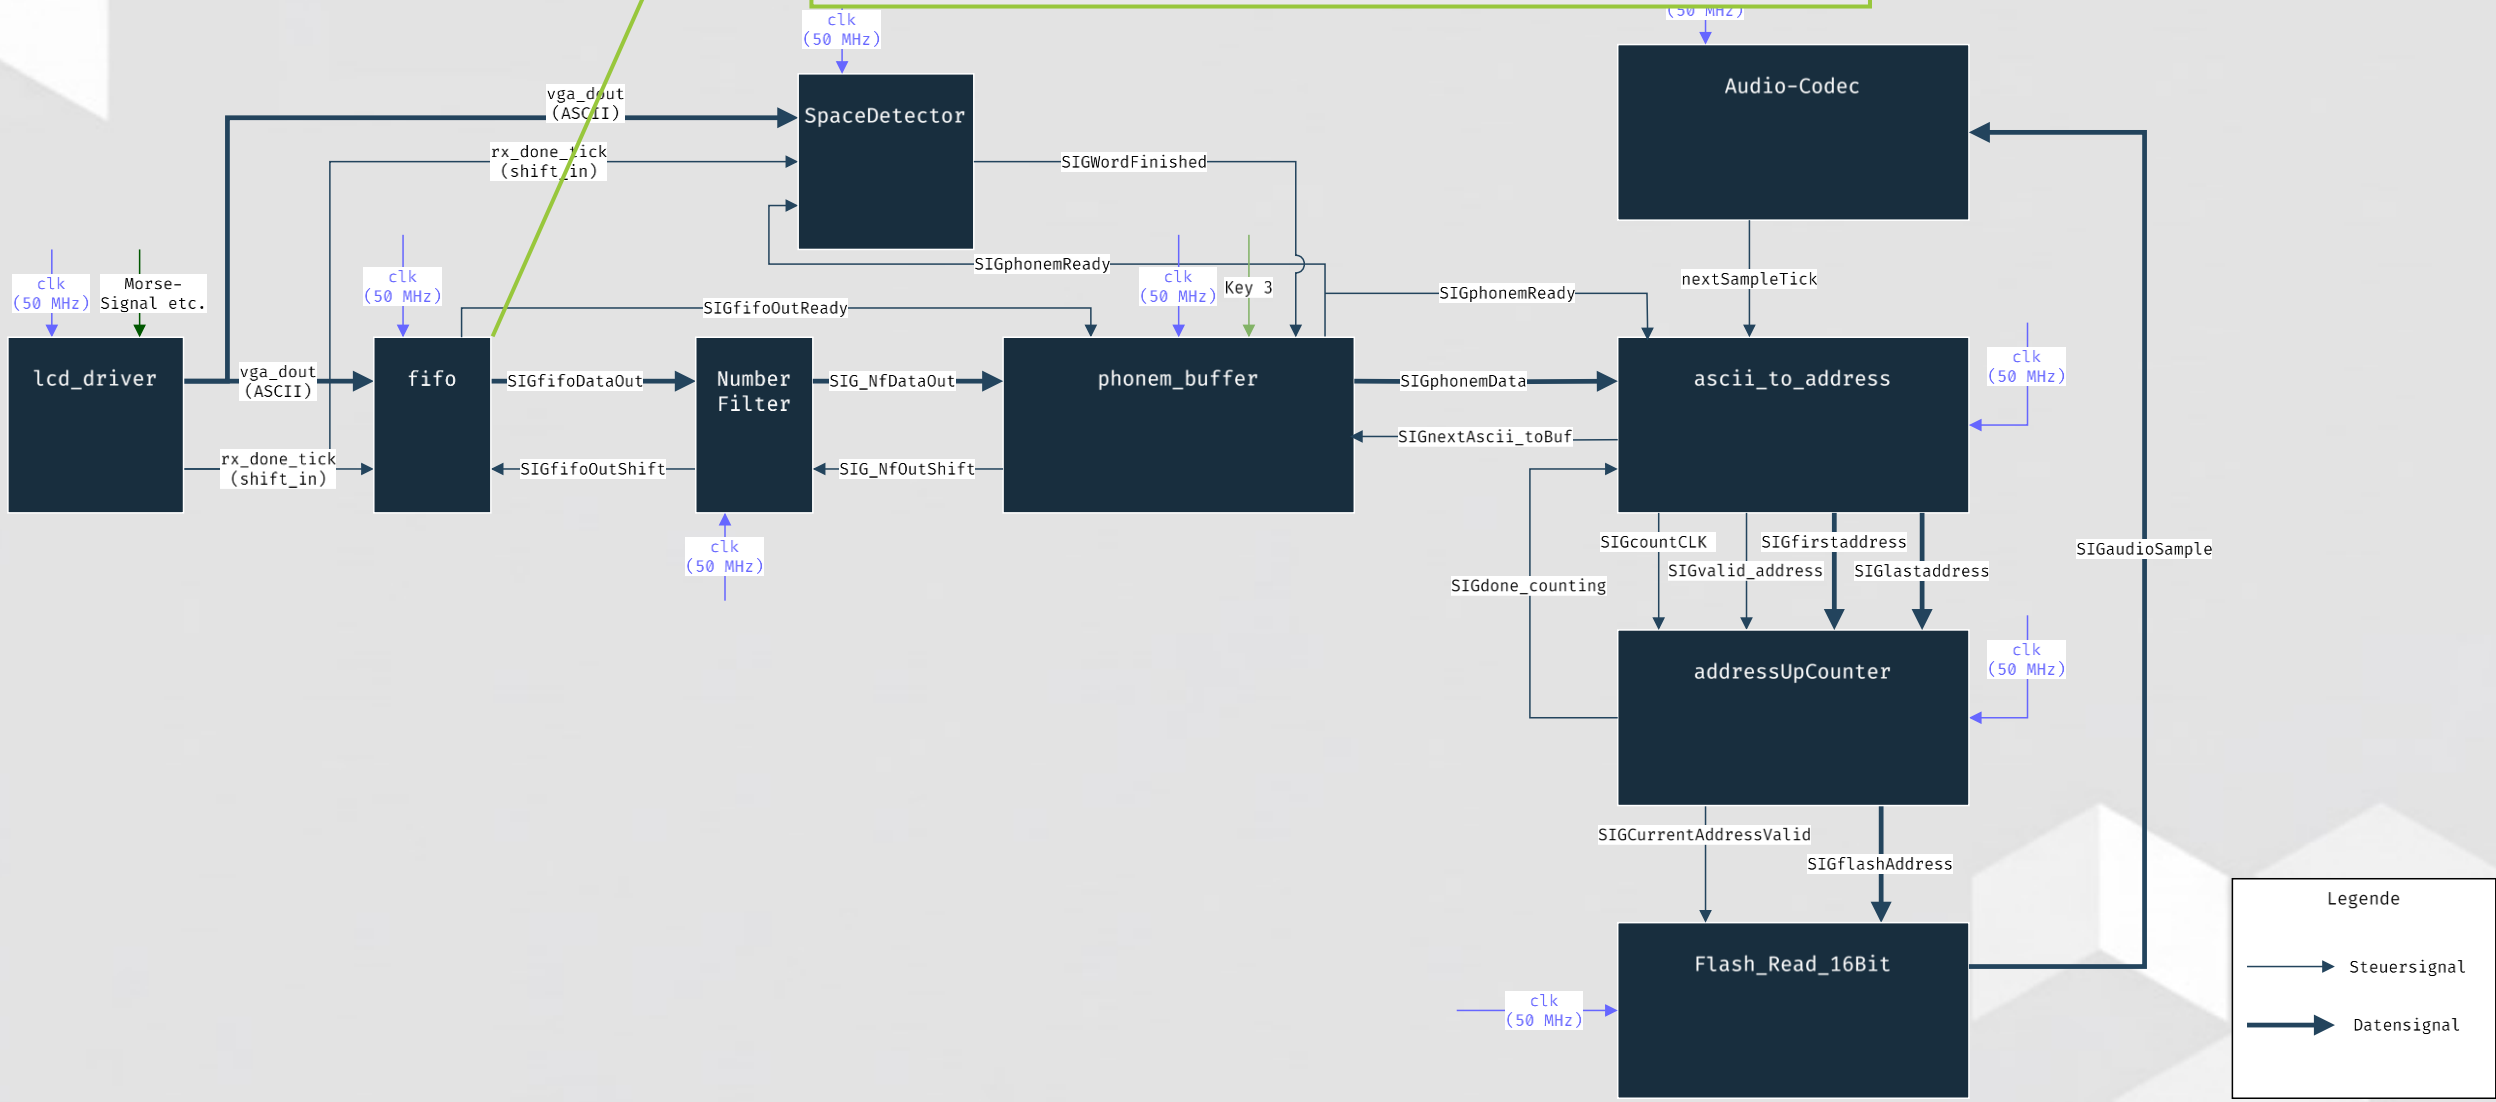 clk
(50 MHz)
(50 MHz)
vga_dout
(ASCII)
SpaceDetector
Audio-Codec
rx_done_tick
(shift_in)
SIGWordFinished
SIGphonemReady
clk
(50 MHz)
Morse-
Signal etc.
clk
(50 MHz)
clk
(50 MHz)
Key 3
SIGphonemReady
nextSampleTick
SIGfifoOutReady
lcd_driver
vga_dout
(ASCII)
fifo
SIGfifoDataOut
Number
Filter
SIG_NfDataOut
phonem_buffer
SIGphonemData
ascii_to_address
clk
(50 MHz)
SIGnextAscii_toBuf
rx_done_tick
(shift_in)
SIGfifoOutShift
SIG_NfOutShift
clk
(50 MHz)
SIGcountCLK
SIGfirstaddress
SIGvalid_address
SIGlastaddress
SIGdone_counting
SIGaudioSample
addressUpCounter
clk
(50 MHz)
SIGCurrentAddressValid
SIGflashAddress
Flash_Read_16Bit
clk
(50 MHz)
Legende
Steuersignal
Datensignal